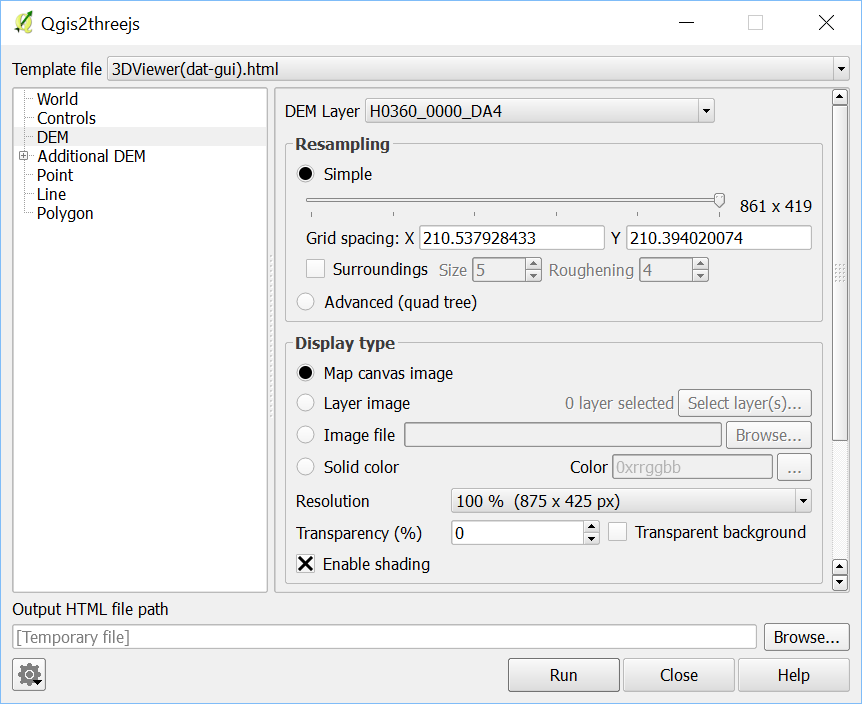 Qgis2threejs
Template file 3DViewer(dat-gui).html
World
Controls
DEM
Additional DEM
Point
Line
Polygon
DEM Layer H0360_0000_DA4
Resampling
Simple
861 x 419
Grid spacing: X 210.537928433 Y 210.394020074
Surroundings Size 5 Roughening 4
Advanced (quad tree)
Display type
Map canvas image
Layer image 0 layer selected Select layer(s)...
Image file Browse...
Solid color Color 0xrrggbb ...
Resolution 100 % (875 x 425 px)
Transparency (%) 0 Transparent background
Enable shading
Output HTML file path
[Temporary file] Browse...
Run Close Help